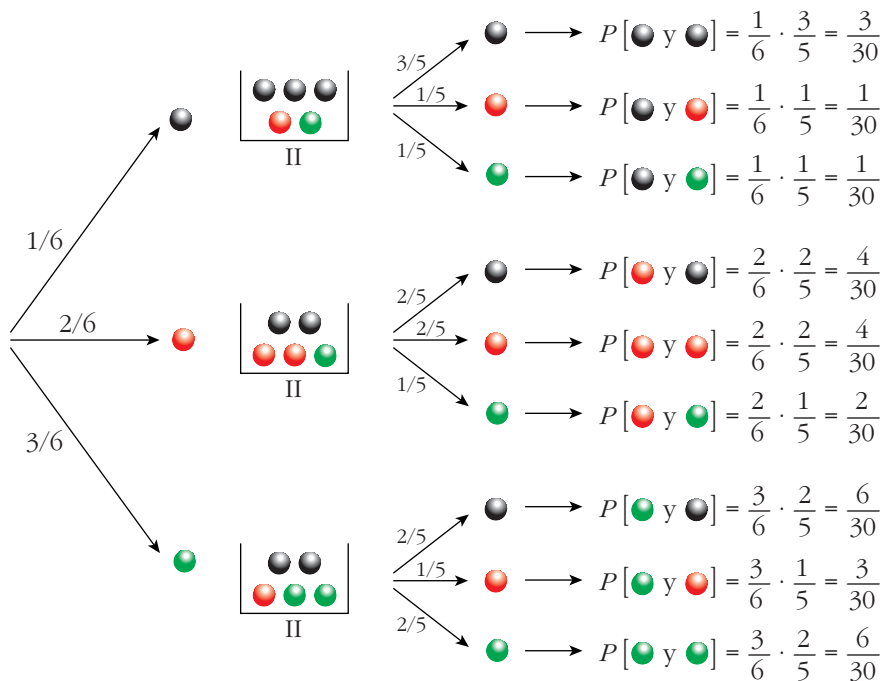 1/6
2/6
3/6
II
3/5
1/5
1/5
P[ y ] = 1/6 · 3/5 = 3/30
P[ y ] = 1/6 · 1/5 = 1/30
P[ y ] = 1/6 · 1/5 = 1/30
II
2/5
2/5
1/5
P[ y ] = 2/6 · 2/5 = 4/30
P[ y ] = 2/6 · 2/5 = 4/30
P[ y ] = 2/6 · 1/5 = 2/30
II
2/5
1/5
2/5
P[ y ] = 3/6 · 2/5 = 6/30
P[ y ] = 3/6 · 1/5 = 3/30
P[ y ] = 3/6 · 2/5 = 6/30